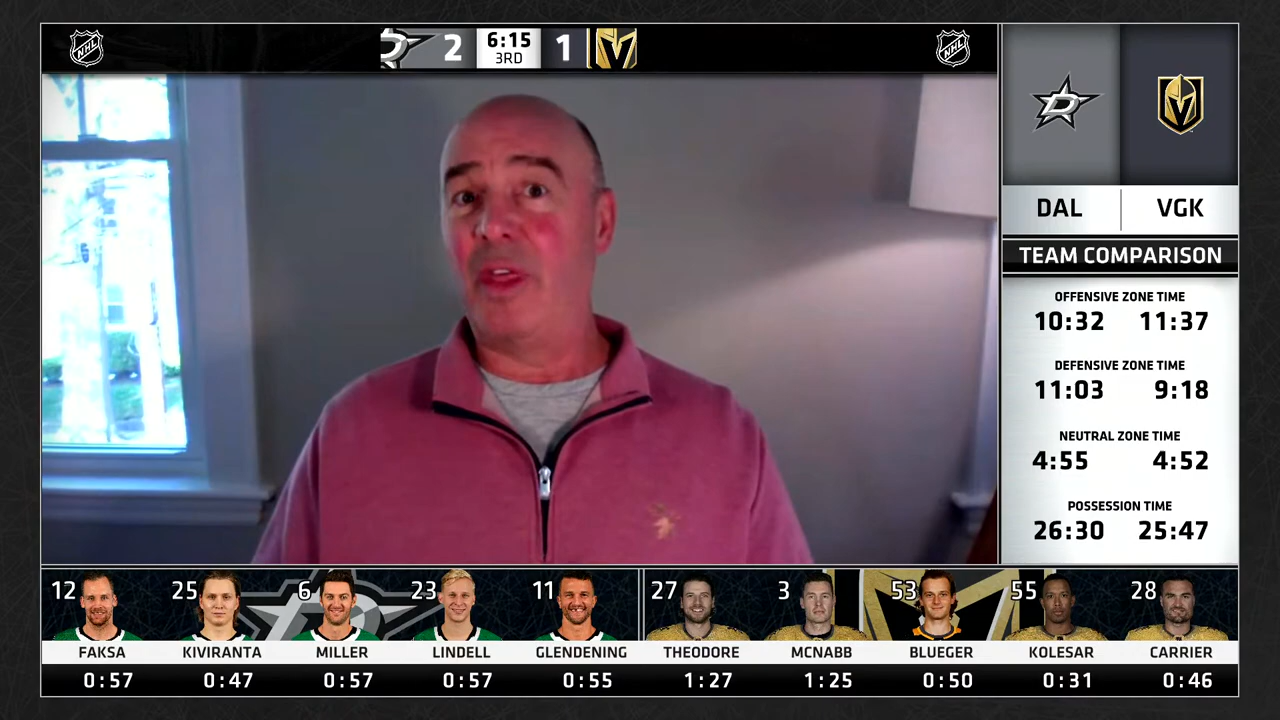 NHL
2
6:15
3RD
1
NHL
DAL
VGK
TEAM COMPARISON
OFFENSIVE ZONE TIME
10:32 11:37
DEFENSIVE ZONE TIME
11:03 9:18
NEUTRAL ZONE TIME
4:55 4:52
POSSESSION TIME
26:30 25:47
12 25 6 23 11 27 3 53 55 28
FAKSA KIVIRANTA MILLER LINDELL GLENDENING THEODORE MCNABB BLUEGER KOLESAR CARRIER
0:57 0:47 0:57 0:57 0:55 1:27 1:25 0:50 0:31 0:46